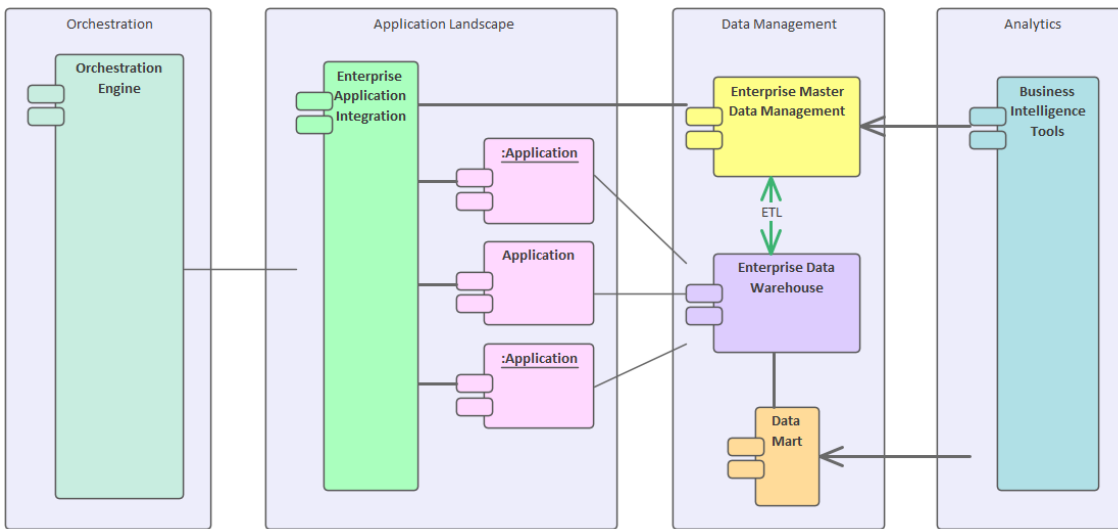 Orchestration
Orchestration
Engine
Application Landscape
Enterprise
Application
Integration
:Application
Application
:Application
Data Management
Enterprise Master
Data Management
ETL
Enterprise Data
Warehouse
Data
Mart
Analytics
Business
Intelligence
Tools